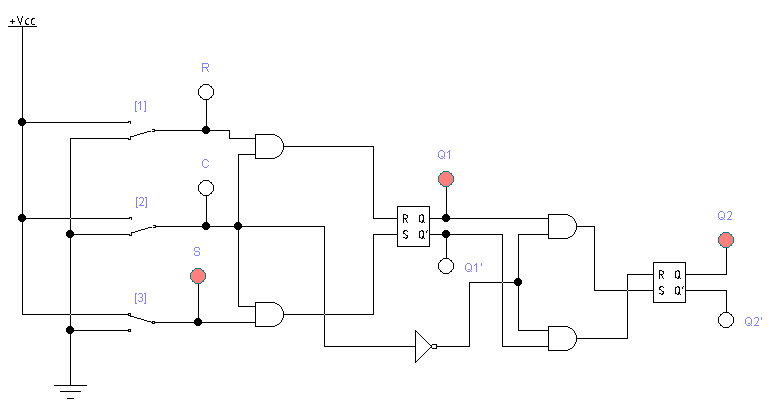 +Vcc
R
[1]
Q1
C
[2]
R Q
S Q'
Q2
S
Q1'
R Q
S Q'
[3]
Q2'